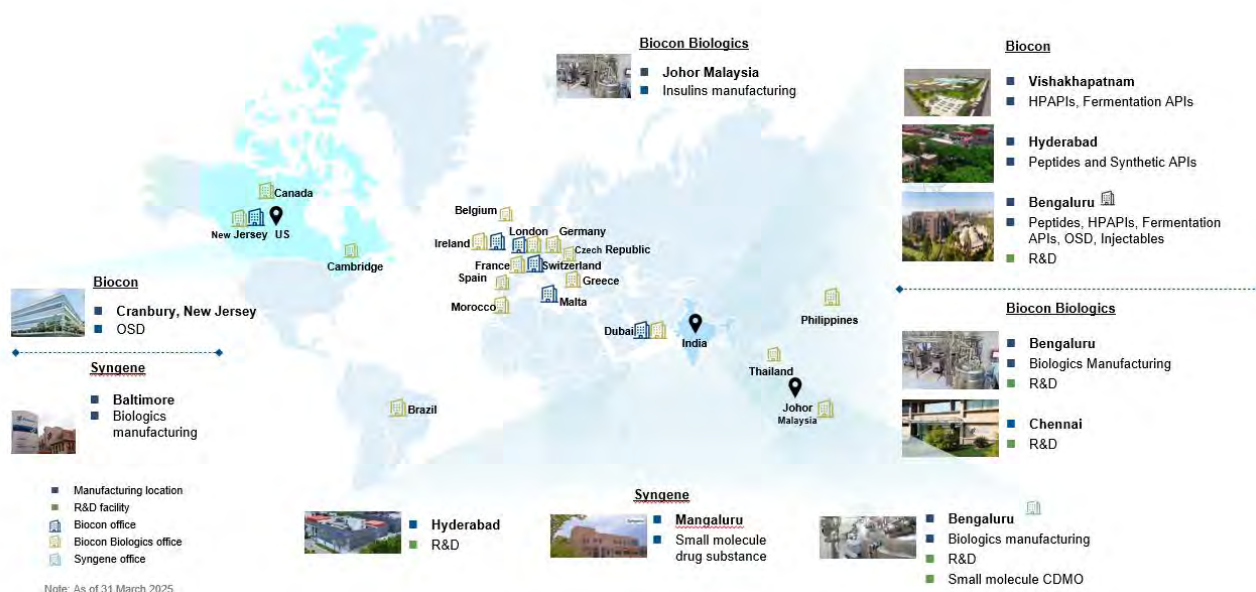 Biocon Biologics
Johor Malaysia
Insulins manufacturing
Biocon
Vishakhapatnam
HPAPIs, Fermentation APIs
Hyderabad
Peptides and Synthetic APIs
Bengaluru
Peptides, HPAPIs, Fermentation
APIs, OSD, Injectables
R&D
Canada
New Jersey US
Cambridge
Belgium
Ireland
London
Germany
Czech Republic
France
Switzerland
Spain
Greece
Morocco
Malta
Dubai
India
Philippines
Thailand
Johor
Malaysia
Brazil
Biocon
Cranbury, New Jersey
OSD
Syngene
Baltimore
Biologics
manufacturing
Biocon Biologics
Bengaluru
Biologics Manufacturing
R&D
Chennai
R&D
Manufacturing location
R&D facility
Biocon office
Biocon Biologics office
Syngene office
Syngene
Hyderabad
R&D
Mangaluru
Small molecule
drug substance
Bengaluru
Biologics manufacturing
R&D
Small molecule CDMO
Note: As of 31 March 2025